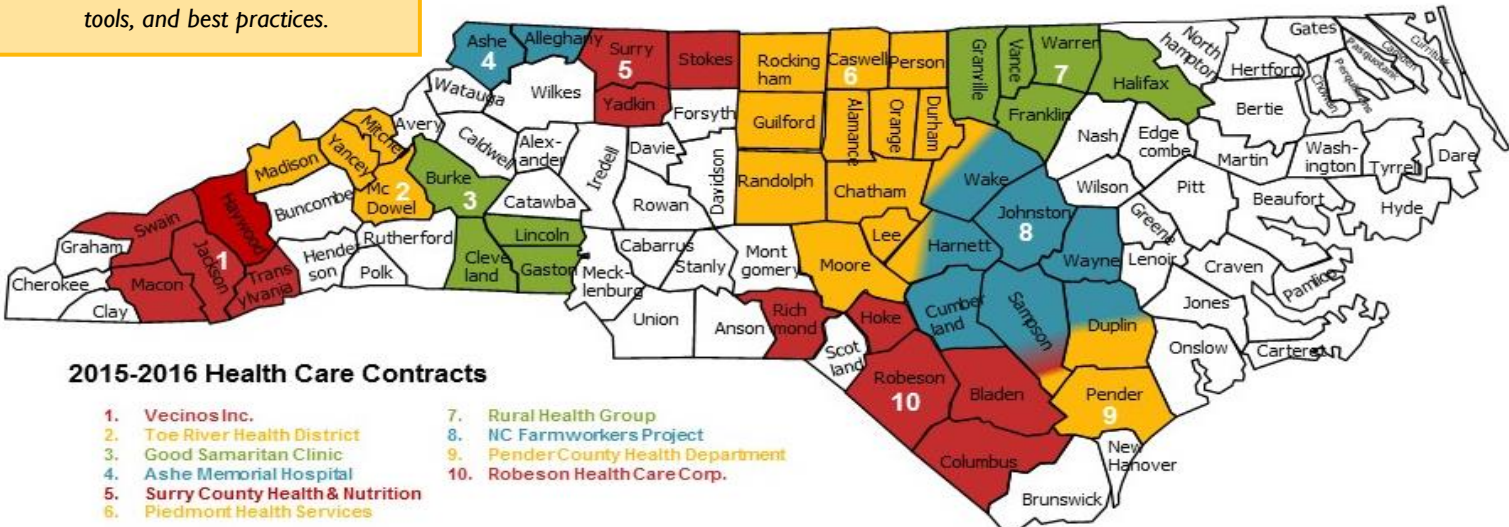 tools, and best practices.
Ashe
4
Alleghany
Surry
5
Stokes
Rocking
ham
Caswell
6
Person
Granville
Vance
Warren
7
Halifax
North
hampton
Gates
Hertford
Pasquotank
Camden
Currituck
Perquimans
Chowan
Bertie
Watauga
Wilkes
Yadkin
Forsyth
Guilford
Alamance
Orange
Durham
Franklin
Nash
Edge
combe
Martin
Wash-
ington
Tyrrell
Dare
Avery
Mitchel
Yancey
Madison
Mc
Dowel
2
Burke
3
Caldwell
Alex-
ander
Iredell
Davie
Davidson
Randolph
Chatham
Wake
Wilson
Pitt
Beaufort
Hyde
Buncombe
Catawba
Rowan
Haywood
Swain
Graham
Jackson
1
Macon
Trans
ylvania
Cherokee
Clay
Hender
son
Rutherford
Polk
Cleve
land
Lincoln
Gaston
Meck-
lenburg
Cabarrus
Stanly
Mont
gomery
Moore
Lee
Harnett
Johnston
8
Wayne
Greene
Lenoir
Craven
Pamlico
Jones
Union
Anson
Rich
mond
Scot
land
Hoke
Cumber
land
Sampson
Duplin
Onslow
Carteret
Robeson
10
Bladen
Pender
9
Columbus
New
Hanover
Brunswick
2015-2016 Health Care Contracts
1. Vecinos Inc.
2. Toe River Health District
3. Good Samaritan Clinic
4. Ashe Memorial Hospital
5. Surry County Health & Nutrition
6. Piedmont Health Services
7. Rural Health Group
8. NC Farmworkers Project
9. Pender County Health Department
10. Robeson Health Care Corp.